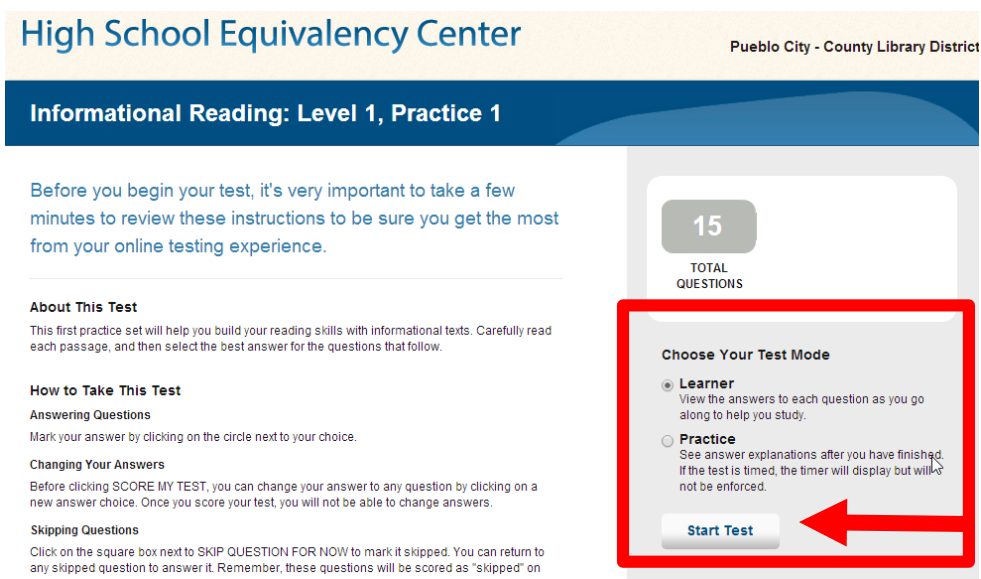 High School Equivalency Center
Pueblo City - County Library District
Informational Reading: Level 1, Practice 1
Before you begin your test, it's very important to take a few
minutes to review these instructions to be sure you get the most
from your online testing experience.
About This Test
This first practice set will help you build your reading skills with informational texts. Carefully read
each passage, and then select the best answer for the questions that follow.
How to Take This Test
Answering Questions
Mark your answer by clicking on the circle next to your choice.
Changing Your Answers
Before clicking SCORE MY TEST, you can change your answer to any question by clicking on a
new answer choice. Once you score your test, you will not be able to change answers.
Skipping Questions
Click on the square box next to SKIP QUESTION FOR NOW to mark it skipped. You can return to
any skipped question to answer it. Remember, these questions will be scored as "skipped" on
15
TOTAL
QUESTIONS
Choose Your Test Mode
Learner
View the answers to each question as you go
along to help you study.
Practice
See answer explanations after you have finished.
If the test is timed, the timer will display but will
not be enforced.
Start Test